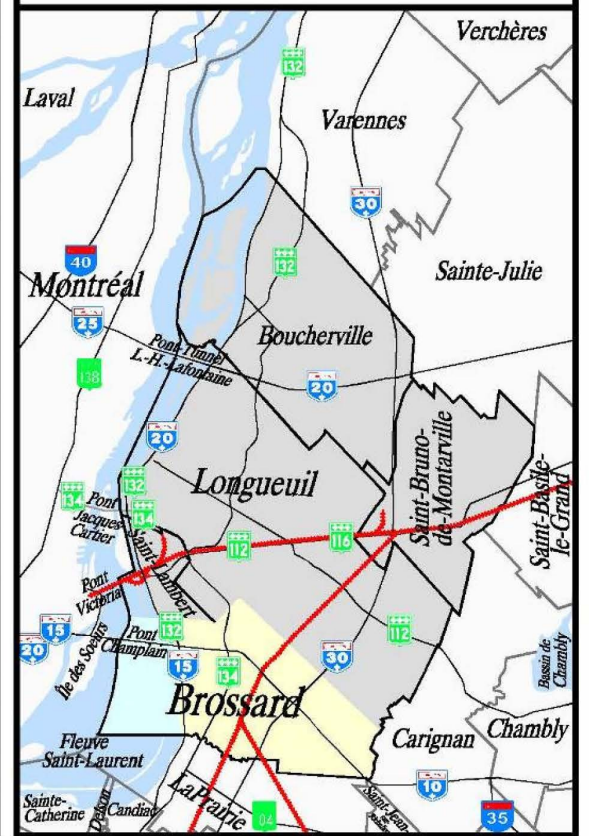 Verchères
132
Laval
Varennes
30
40
132
Sainte-Julie
Montréal
25
Boucherville
Pont-Tunnel
L.-H.-Lafontaine
138
20
20
Saint-Bruno-
de-Montarville
Longueuil
132
134
Pont
Jacques
Cartier
134
Saint-Basile-
le-Grand
116
112
Saint-Lambert
Pont
Victoria
132
112
15
Pont
Champlain
20
Île des Soeurs
15
134
30
Bassin de
Chambly
Brossard
Fleuve
Saint-Laurent
Carignan
Chambly
LaPrairie
10
Sainte-
Catherine
Delson
Candiac
104
Saint-Jean
35